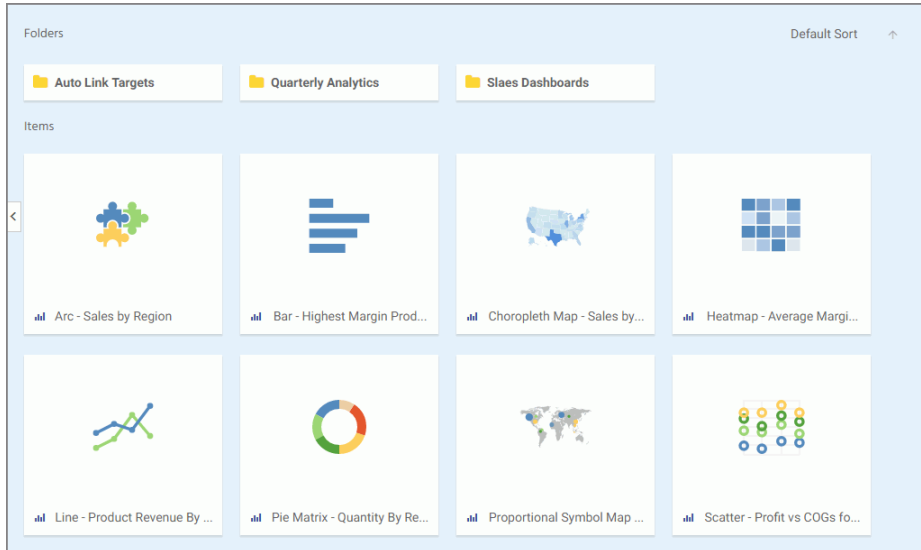 Folders
Default Sort
Auto Link Targets
Quarterly Analytics
Slaes Dashboards
Items
Arc - Sales by Region
Bar - Highest Margin Prod...
Choropleth Map - Sales by...
Heatmap - Average Margi...
Line - Product Revenue By ...
Pie Matrix - Quantity By Re...
Proportional Symbol Map ...
Scatter - Profit vs COGs fo...